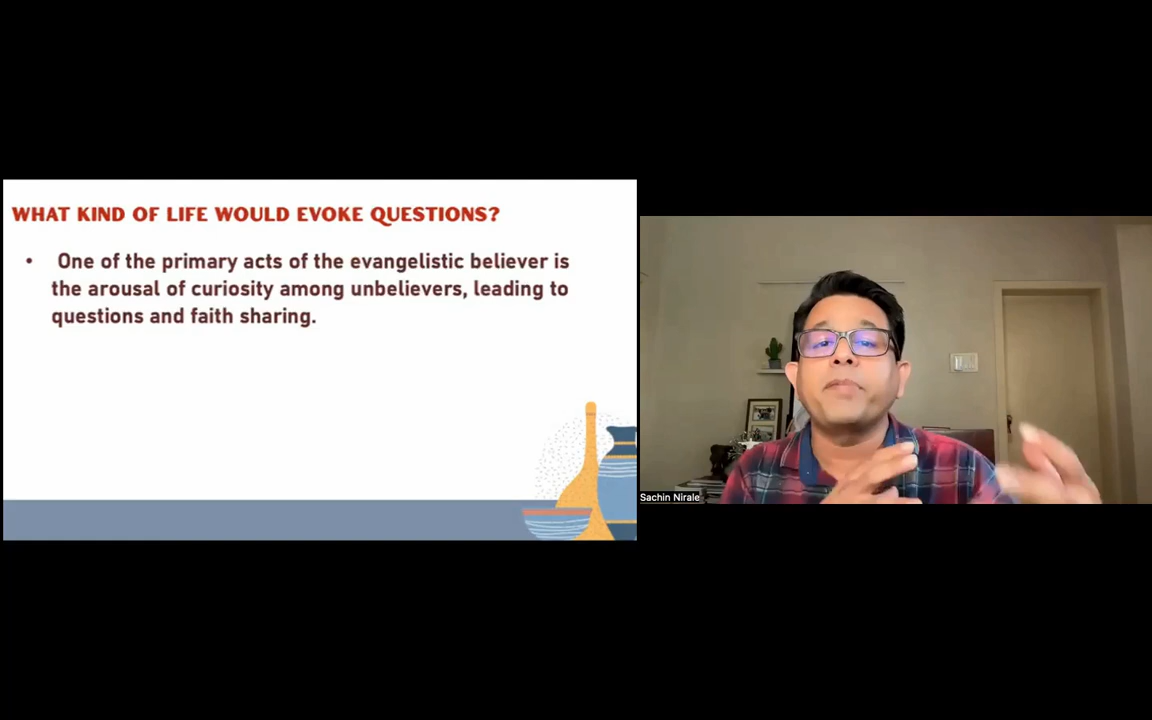 WHAT KIND OF LIFE WOULD EVOKE QUESTIONS?
• One of the primary acts of the evangelistic believer is
the arousal of curiosity among unbelievers, leading to
questions and faith sharing.
Sachin Nirale